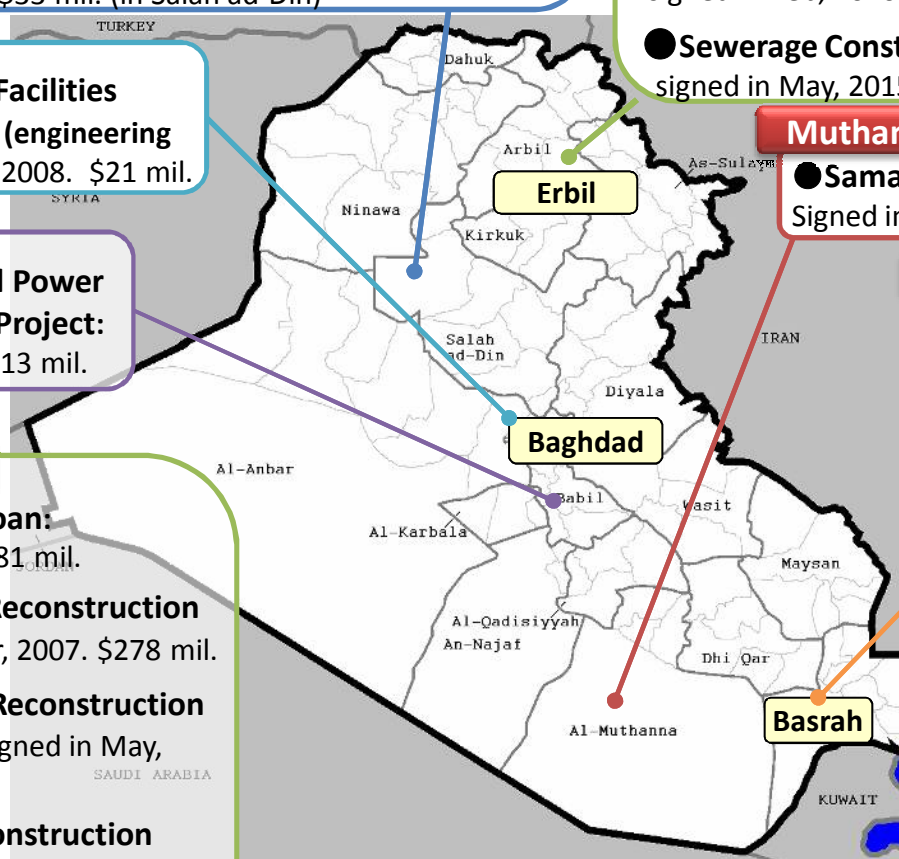 $33 mil. (in Salah ad-Din)
TURKEY
Sewerage Const
signed in May, 2015
Facilities
(engineering
2008. $21 mil.
SYRIA
Dahuk
Arbil
Erbil
As-Sulaym
Muthan
Sama
Signed in
Ninawa
Kirkuk
Power
Project:
13 mil.
Salah
ad-Din
IRAN
Diyala
Baghdad
Al-Anbar
Babil
Wasit
Al-Karbala
pan:
81 mil.
JORDAN
Maysan
Reconstruction
r, 2007. $278 mil.
Al-Qadisiyyah
An-Najaf
Dhi Qar
Reconstruction
gned in May,
Al-Muthanna
Basrah
SAUDI ARABIA
KUWAIT
onstruction